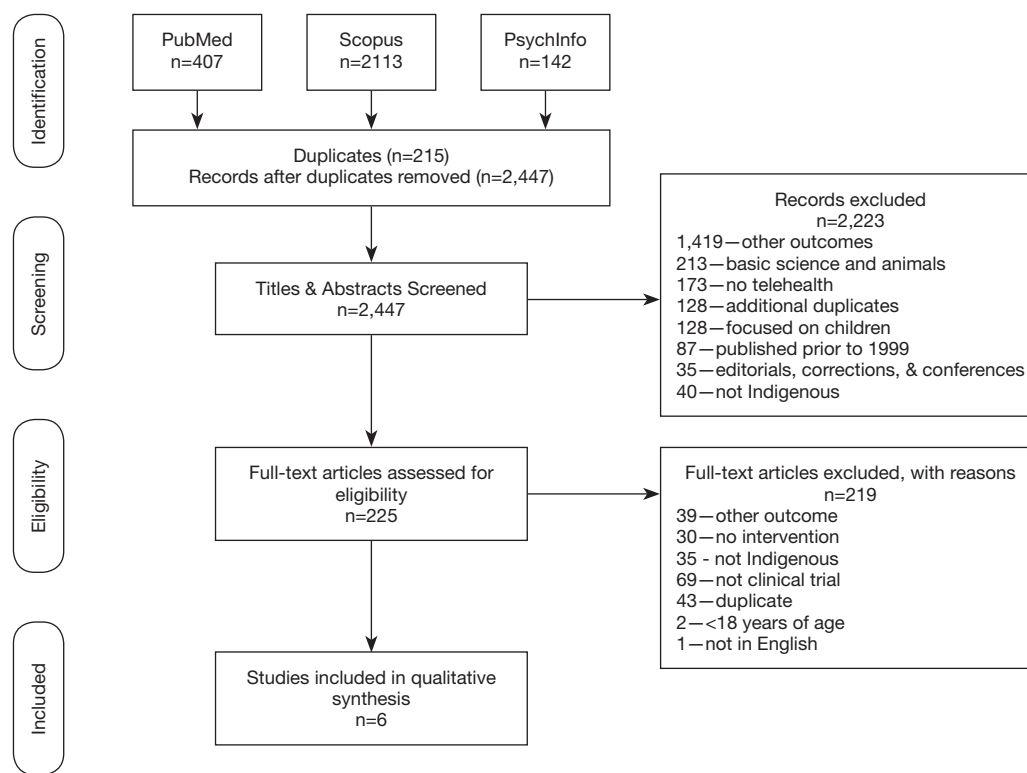 Identification
PubMed
n=407
Scopus
n=2113
PsychInfo
n=142
Duplicates (n=215)
Records after duplicates removed (n=2,447)
Screening
Titles & Abstracts Screened
n=2,447
Records excluded
n=2,223
1,419—other outcomes
213—basic science and animals
173—no telehealth
128—additional duplicates
128—focused on children
87—published prior to 1999
35—editorials, corrections, & conferences
40—not Indigenous
Eligibility
Full-text articles assessed for
eligibility
n=225
Full-text articles excluded, with reasons
n=219
39—other outcome
30—no intervention
35 - not Indigenous
69—not clinical trial
43—duplicate
2—<18 years of age
1—not in English
Included
Studies included in qualitative
synthesis
n=6